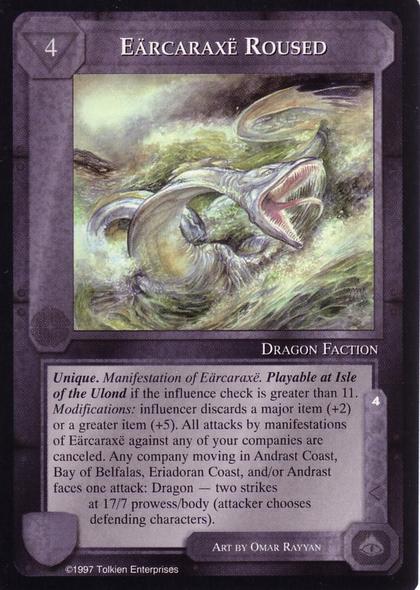 4
EÄRCARAXË ROUSED
DRAGON FACTION
Unique. Manifestation of Eärcaraxë. Playable at Isle
of the Ulond if the influence check is greater than 11.
Modifications: influencer discards a major item (+2)
or a greater item (+5). All attacks by manifestations
of Eärcaraxë against any of your companies are
canceled. Any company moving in Andrast Coast,
Bay of Belfalas, Eriadoran Coast, and/or Andrast
faces one attack: Dragon — two strikes
at 17/7 prowess/body (attacker chooses
defending characters).
4
ART BY OMAR RAYYAN
©1997 Tolkien Enterprises